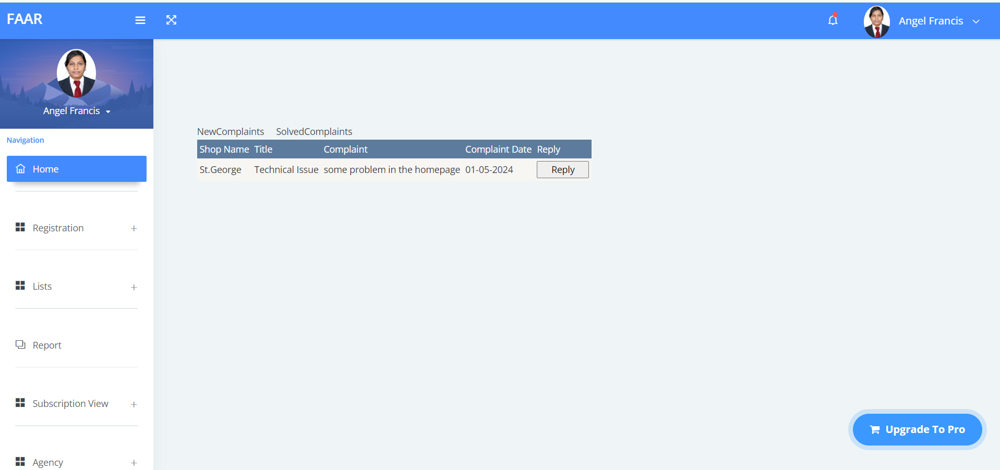 FAAR
Angel Francis
Angel Francis
Navigation
Home
Registration
Lists
Report
Subscription View
Agency
NewComplaints SolvedComplaints
Shop Name Title Complaint Complaint Date Reply
St.George Technical Issue some problem in the homepage 01-05-2024 Reply
Upgrade To Pro